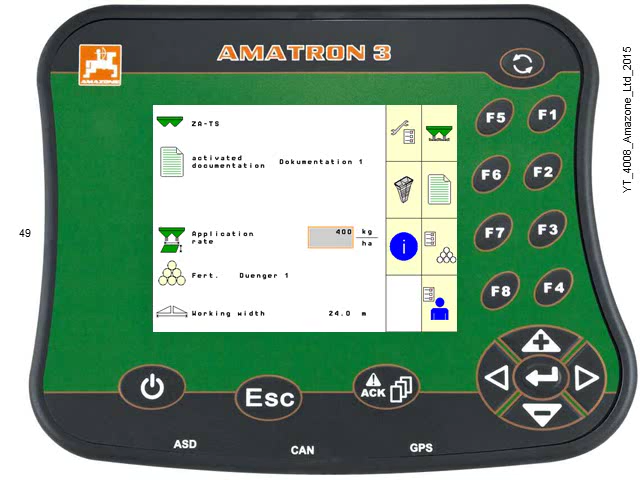 AMATRON 3
AMAZONE
ZA-TS
activated
documentation Dokumentation 1
Application
rate
400 kg
ha
Fert. Duenger 1
Working width 24.0 m
i
F5
F1
F6
F2
F7
F3
F8
F4
Esc
ACK
ASD
CAN
GPS
49
YT_4008_Amazone_Ltd_2015